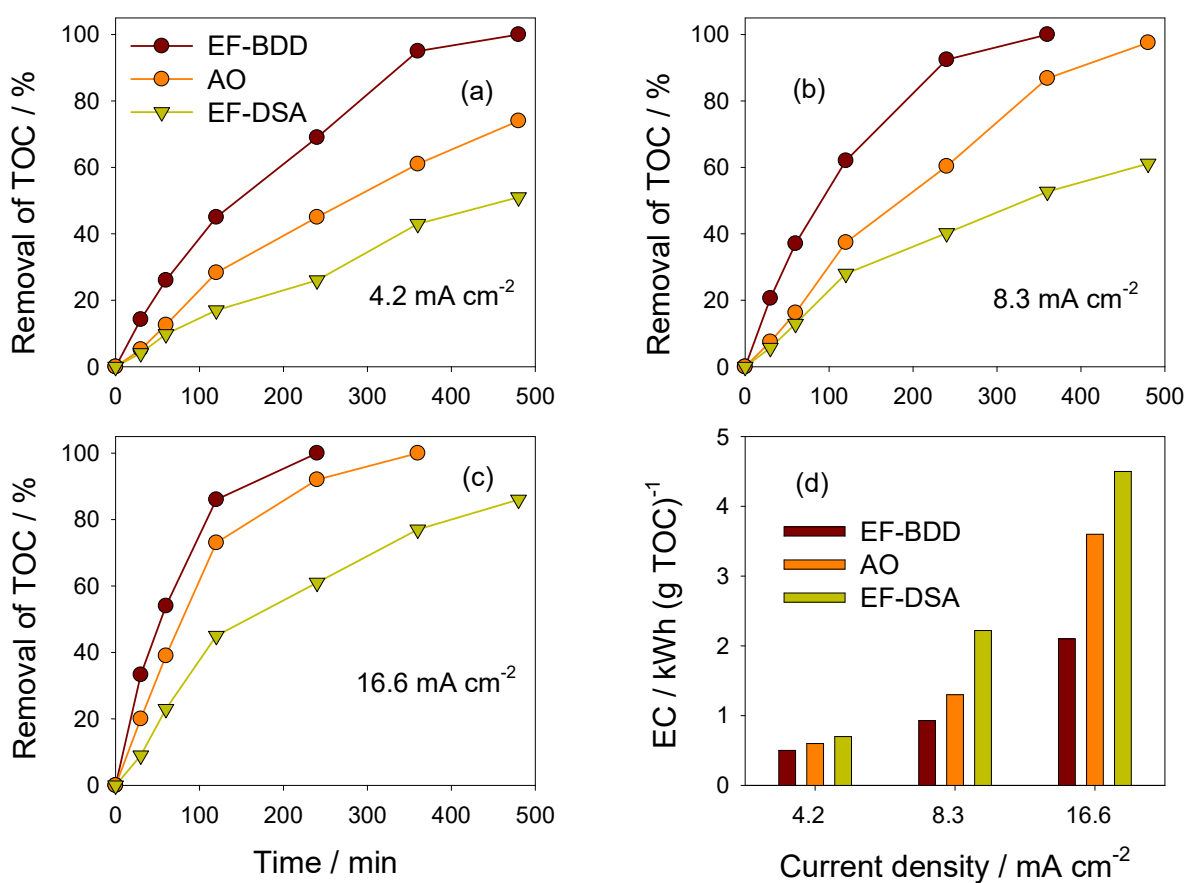 Removal of TOC / %
100
80
60
40
20
0
EF-BDD
AO
EF-DSA
(a)
4.2 mA cm-2
0 100 200 300 400 500
Removal of TOC / %
100
80
60
40
20
0
(b)
8.3 mA cm-2
0 100 200 300 400 500
Removal of TOC / %
100
80
60
40
20
0
(c)
16.6 mA cm-2
0 100 200 300 400 500
Time / min
EC / kWh (g TOC)-1
5
4
3
2
1
0
(d)
EF-BDD
AO
EF-DSA
4.2 8.3 16.6
Current density / mA cm-2